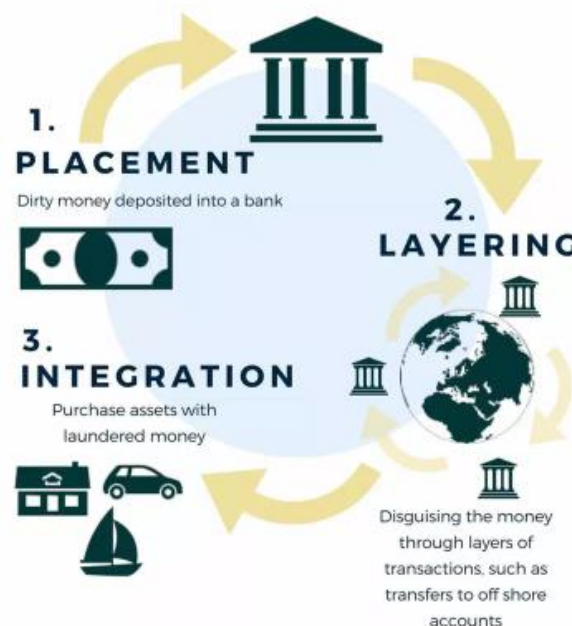 1.
PLACEMENT
Dirty money deposited into a bank
2.
LAYERING
Disguising the money
through layers of
transactions, such as
transfers to off shore
accounts
3.
INTEGRATION
Purchase assets with
laundered money